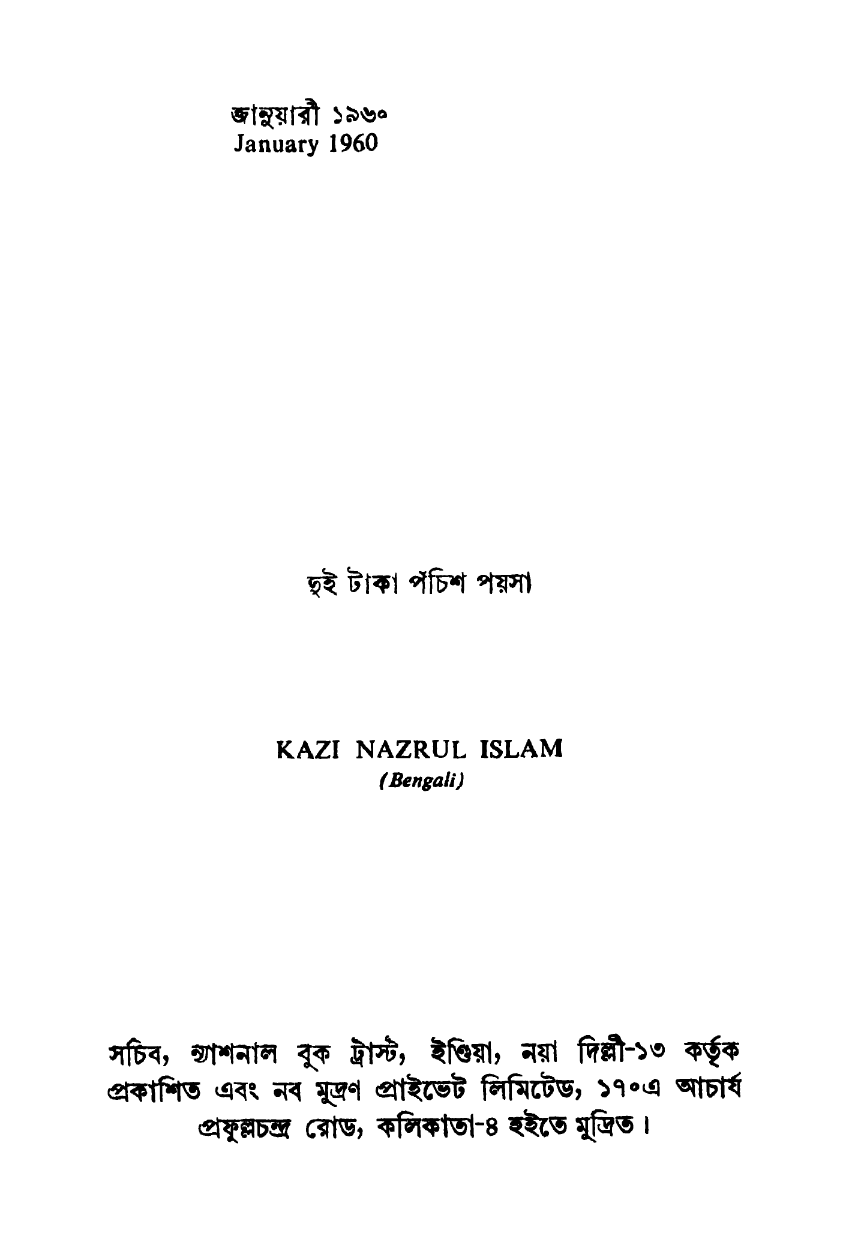 জানুয়ারী ১৯৬০
January 1960
দুই টাকা পঁচিশ পয়সা
KAZI NAZRUL ISLAM
(Bengali)
সচিব, ন্যাশনাল বুক ট্রাস্ট, ইণ্ডিয়া, নয়া দিল্লী-১৩ কর্তৃক
প্রকাশিত এবং নব মুদ্রণ প্রাইভেট লিমিটেড, ১৭০এ আচার্য
প্রফুল্লচন্দ্র রোড, কলিকাতা-৪ হইতে মুদ্রিত।